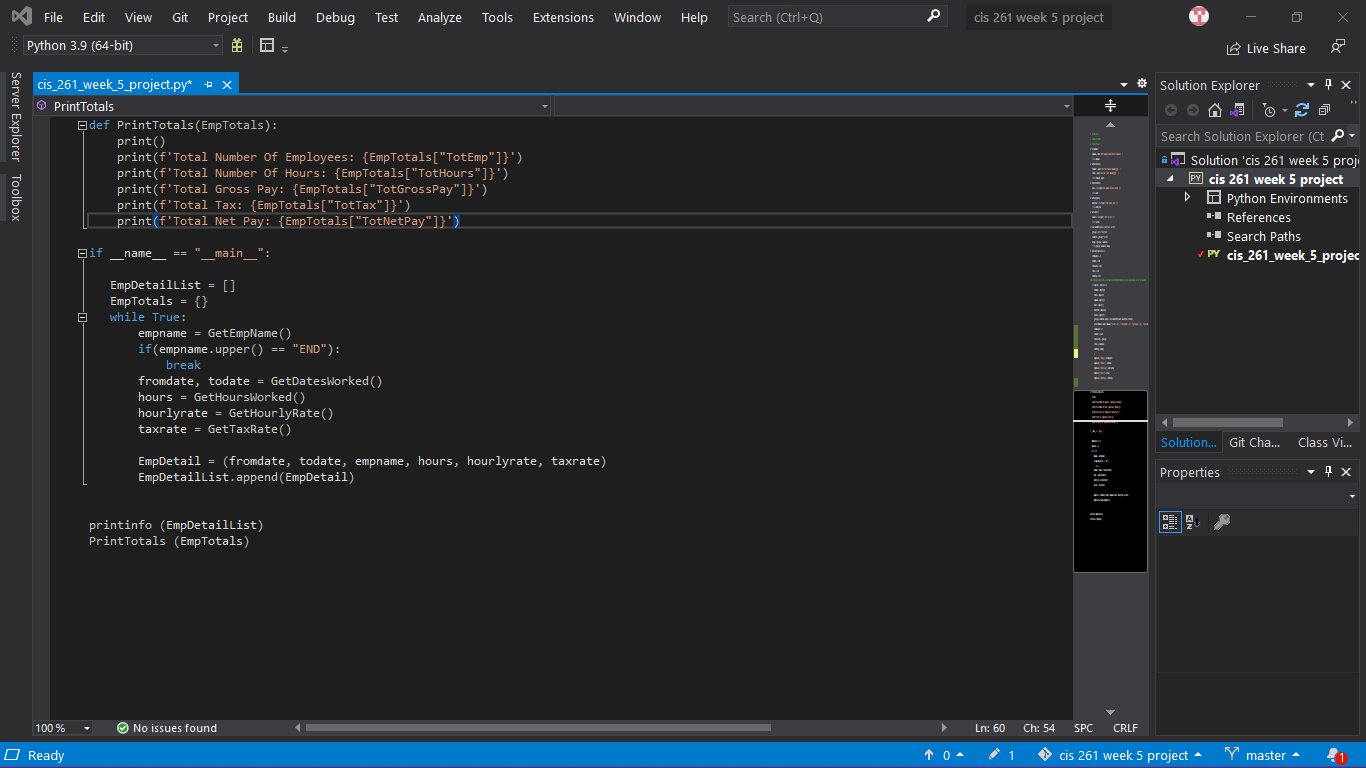 File Edit View Git Project Build Debug Test Analyze Tools Extensions Window Help Search (Ctrl+Q) cis 261 week 5 project
Python 3.9 (64-bit) Live Share
Server Explorer
Toolbox
cis_261_week_5_project.py*
PrintTotals
def PrintTotals(EmpTotals):
    print()
    print(f'Total Number Of Employees: {EmpTotals["TotEmp"]}')
    print(f'Total Number Of Hours: {EmpTotals["TotHours"]}')
    print(f'Total Gross Pay: {EmpTotals["TotGrossPay"]}')
    print(f'Total Tax: {EmpTotals["TotTax"]}')
    print(f'Total Net Pay: {EmpTotals["TotNetPay"]}')
if __name__ == "__main__":
   EmpDetailList = []
   EmpTotals = {}
   while True:
       empname = GetEmpName()
       if(empname.upper() == "END"):
           break
       fromdate, todate = GetDatesWorked()
       hours = GetHoursWorked()
       hourlyrate = GetHourlyRate()
       taxrate = GetTaxRate()
       EmpDetail = (fromdate, todate, empname, hours, hourlyrate, taxrate)
       EmpDetailList.append(EmpDetail)
printinfo (EmpDetailList)
PrintTotals (EmpTotals)
100 % No issues found Ln: 60 Ch: 54 SPC CRLF
Solution Explorer
Search Solution Explorer (Ct
Solution 'cis 261 week 5 proj
PY cis 261 week 5 project
Python Environments
References
Search Paths
PY cis_261_week_5_projec
Solution... Git Cha... Class Vi...
Properties
Ready 0 1 cis 261 week 5 project master 1